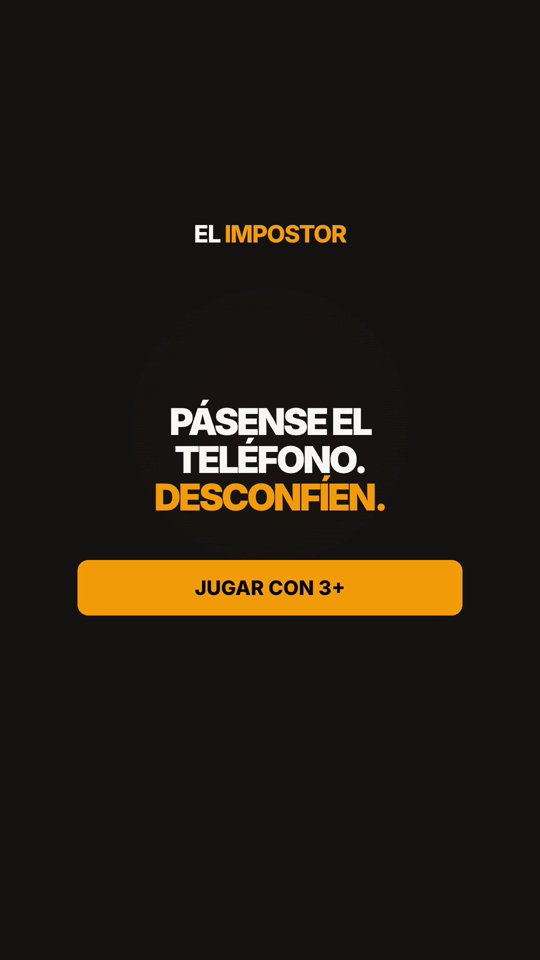 EL IMPOSTOR
PÁSENSE EL
TELÉFONO.
DESCONFÍEN.
JUGAR CON 3+